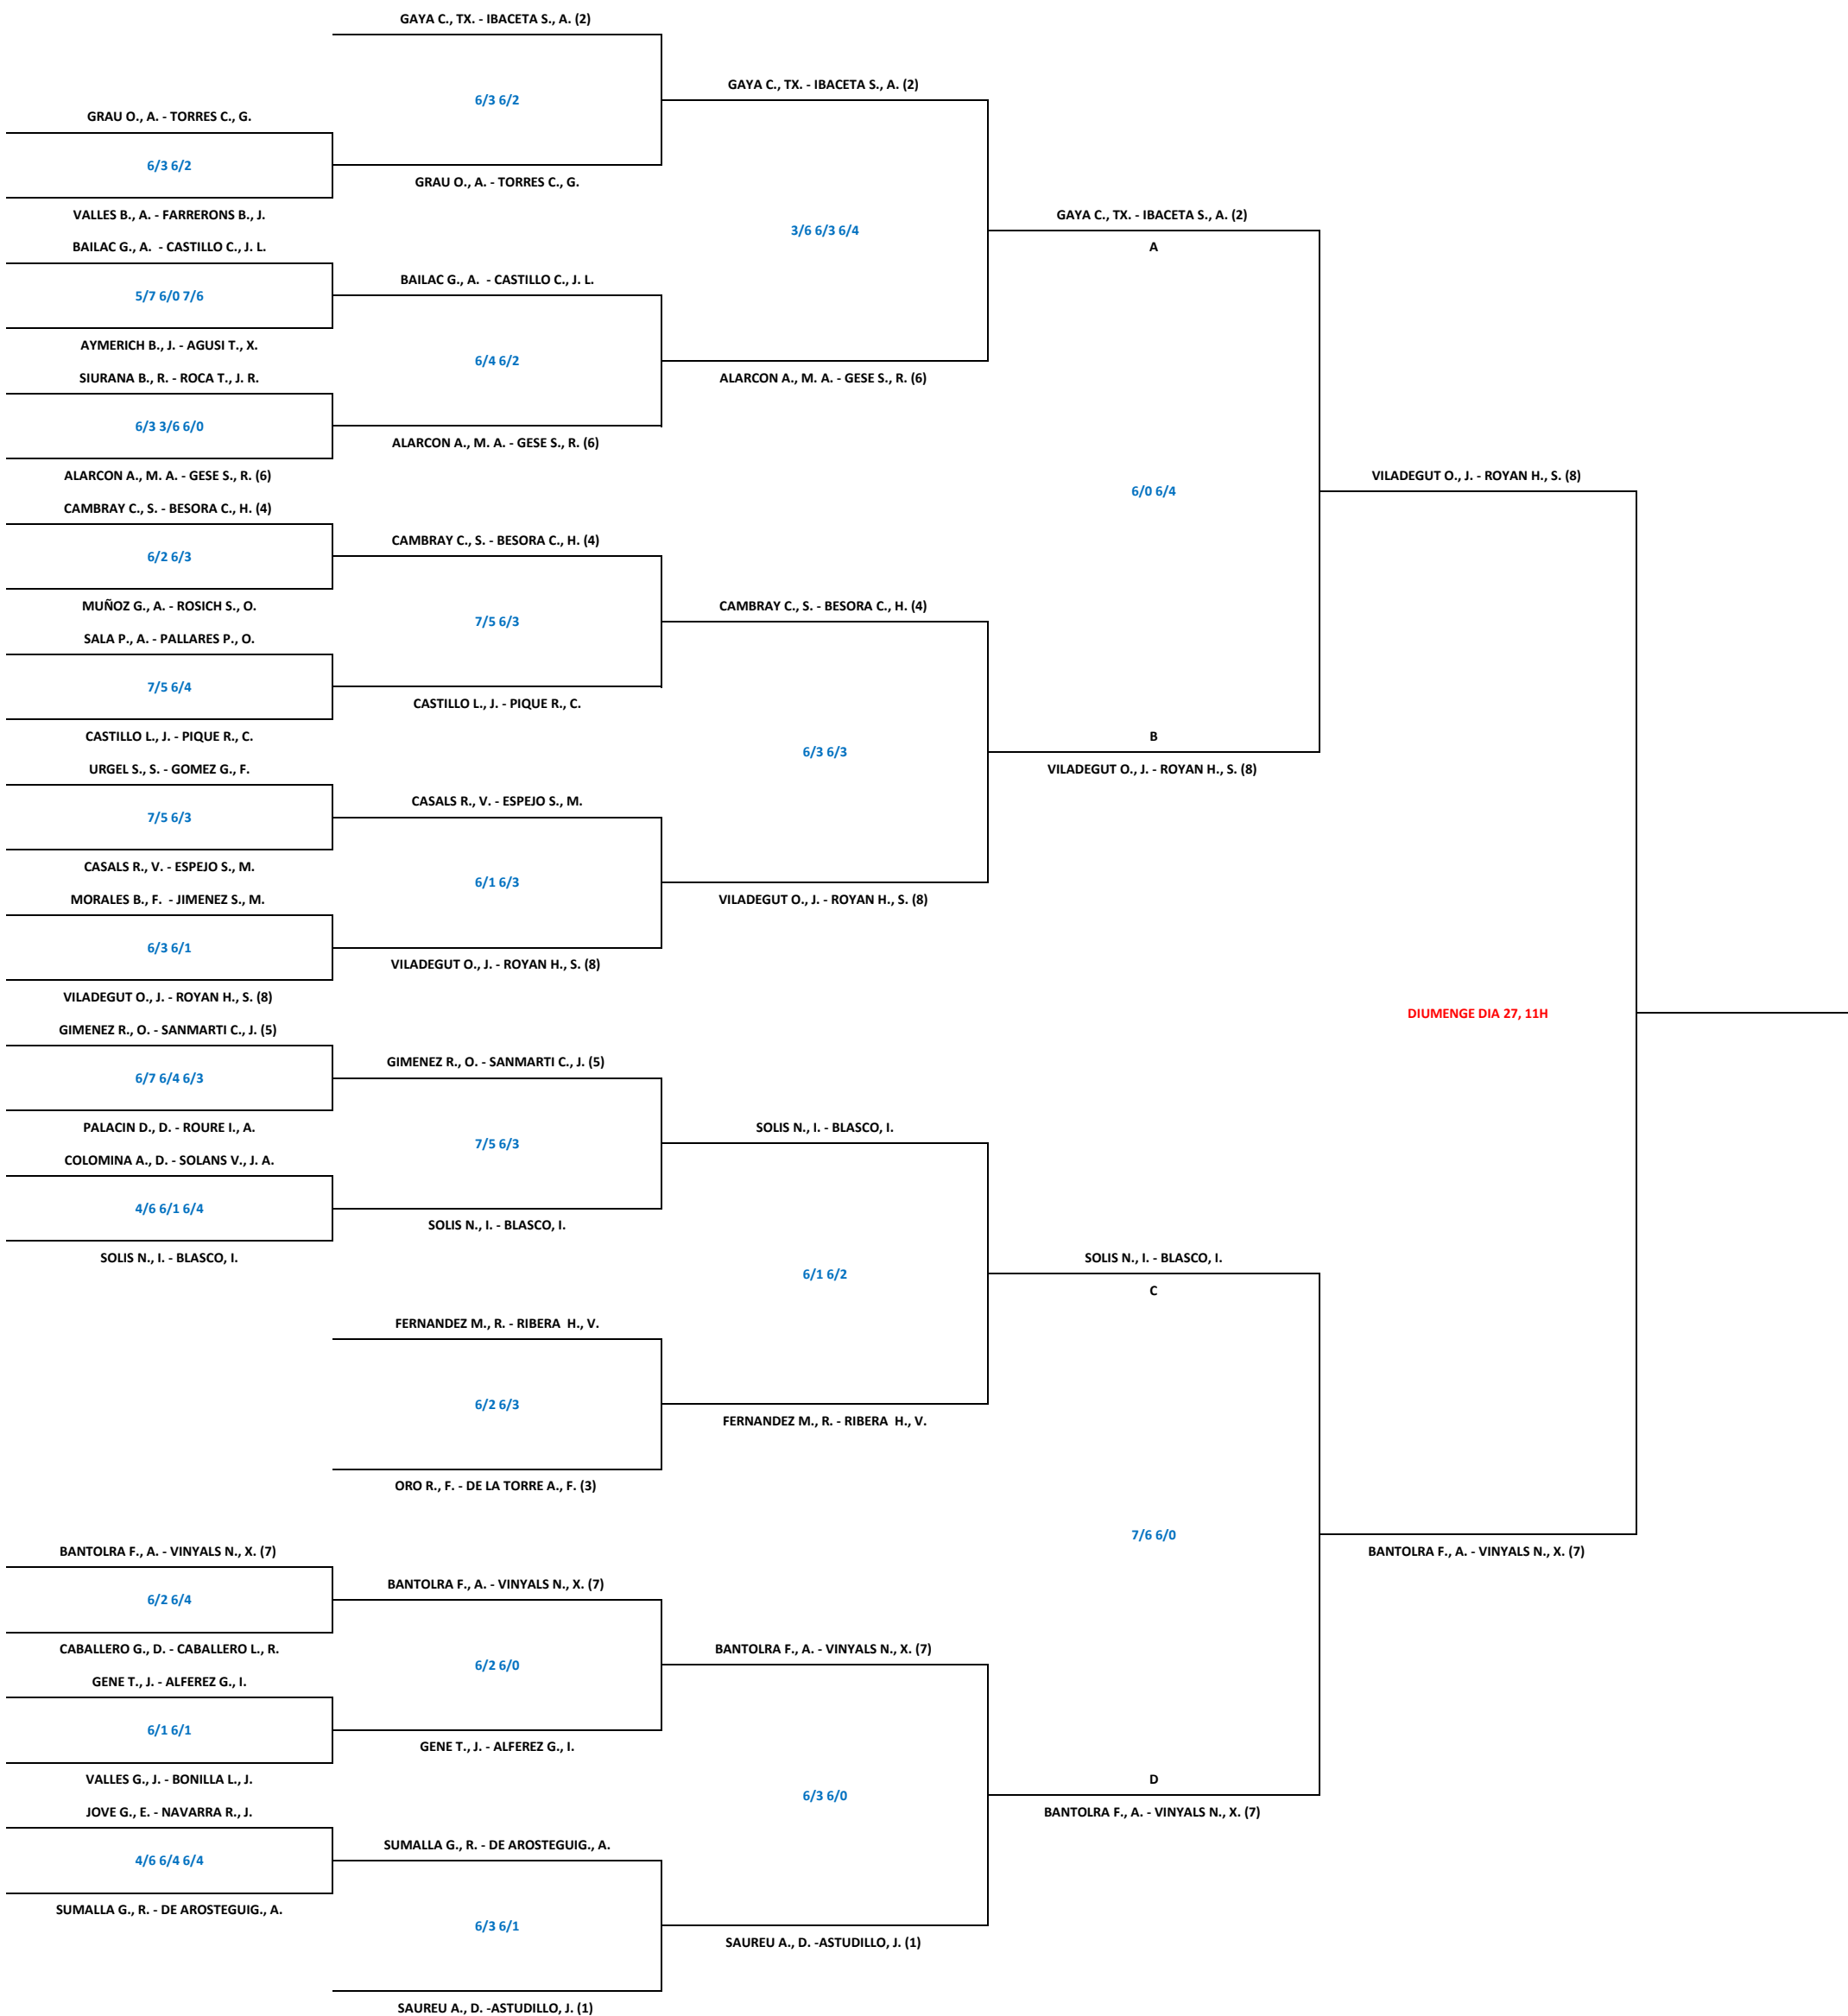 GAYA C., TX. - IBACETA S., A. (2)
GAYA C., TX. - IBACETA S., A. (2)
6/3 6/2
GRAU O., A. - TORRES C., G.
6/3 6/2
GRAU O., A. - TORRES C., G.
VALLES B., A. - FARRERONS B., J.
GAYA C., TX. - IBACETA S., A. (2)
3/6 6/3 6/4
BAILAC G., A.  - CASTILLO C., J. L.
A
BAILAC G., A.  - CASTILLO C., J. L.
5/7 6/0 7/6
AYMERICH B., J. - AGUSI T., X.
6/4 6/2
SIURANA B., R. - ROCA T., J. R.
ALARCON A., M. A. - GESE S., R. (6)
6/3 3/6 6/0
ALARCON A., M. A. - GESE S., R. (6)
ALARCON A., M. A. - GESE S., R. (6)
VILADEGUT O., J. - ROYAN H., S. (8)
6/0 6/4
CAMBRAY C., S. - BESORA C., H. (4)
CAMBRAY C., S. - BESORA C., H. (4)
6/2 6/3
MUÑOZ G., A. - ROSICH S., O.
CAMBRAY C., S. - BESORA C., H. (4)
7/5 6/3
SALA P., A. - PALLARES P., O.
7/5 6/4
CASTILLO L., J. - PIQUE R., C.
CASTILLO L., J. - PIQUE R., C.
B
6/3 6/3
URGEL S., S. - GOMEZ G., F.
VILADEGUT O., J. - ROYAN H., S. (8)
CASALS R., V. - ESPEJO S., M.
7/5 6/3
CASALS R., V. - ESPEJO S., M.
6/1 6/3
MORALES B., F.  - JIMENEZ S., M.
VILADEGUT O., J. - ROYAN H., S. (8)
6/3 6/1
VILADEGUT O., J. - ROYAN H., S. (8)
VILADEGUT O., J. - ROYAN H., S. (8)
DIUMENGE DIA 27, 11H
GIMENEZ R., O. - SANMARTI C., J. (5)
GIMENEZ R., O. - SANMARTI C., J. (5)
6/7 6/4 6/3
PALACIN D., D. - ROURE I., A.
SOLIS N., I. - BLASCO, I.
7/5 6/3
COLOMINA A., D. - SOLANS V., J. A.
4/6 6/1 6/4
SOLIS N., I. - BLASCO, I.
SOLIS N., I. - BLASCO, I.
SOLIS N., I. - BLASCO, I.
6/1 6/2
C
FERNANDEZ M., R. - RIBERA  H., V.
6/2 6/3
FERNANDEZ M., R. - RIBERA  H., V.
ORO R., F. - DE LA TORRE A., F. (3)
7/6 6/0
BANTOLRA F., A. - VINYALS N., X. (7)
BANTOLRA F., A. - VINYALS N., X. (7)
BANTOLRA F., A. - VINYALS N., X. (7)
6/2 6/4
CABALLERO G., D. - CABALLERO L., R.
BANTOLRA F., A. - VINYALS N., X. (7)
6/2 6/0
GENE T., J. - ALFEREZ G., I.
6/1 6/1
GENE T., J. - ALFEREZ G., I.
VALLES G., J. - BONILLA L., J.
D
6/3 6/0
JOVE G., E. - NAVARRA R., J.
BANTOLRA F., A. - VINYALS N., X. (7)
SUMALLA G., R. - DE AROSTEGUIG., A.
4/6 6/4 6/4
SUMALLA G., R. - DE AROSTEGUIG., A.
6/3 6/1
SAUREU A., D. -ASTUDILLO, J. (1)
SAUREU A., D. -ASTUDILLO, J. (1)